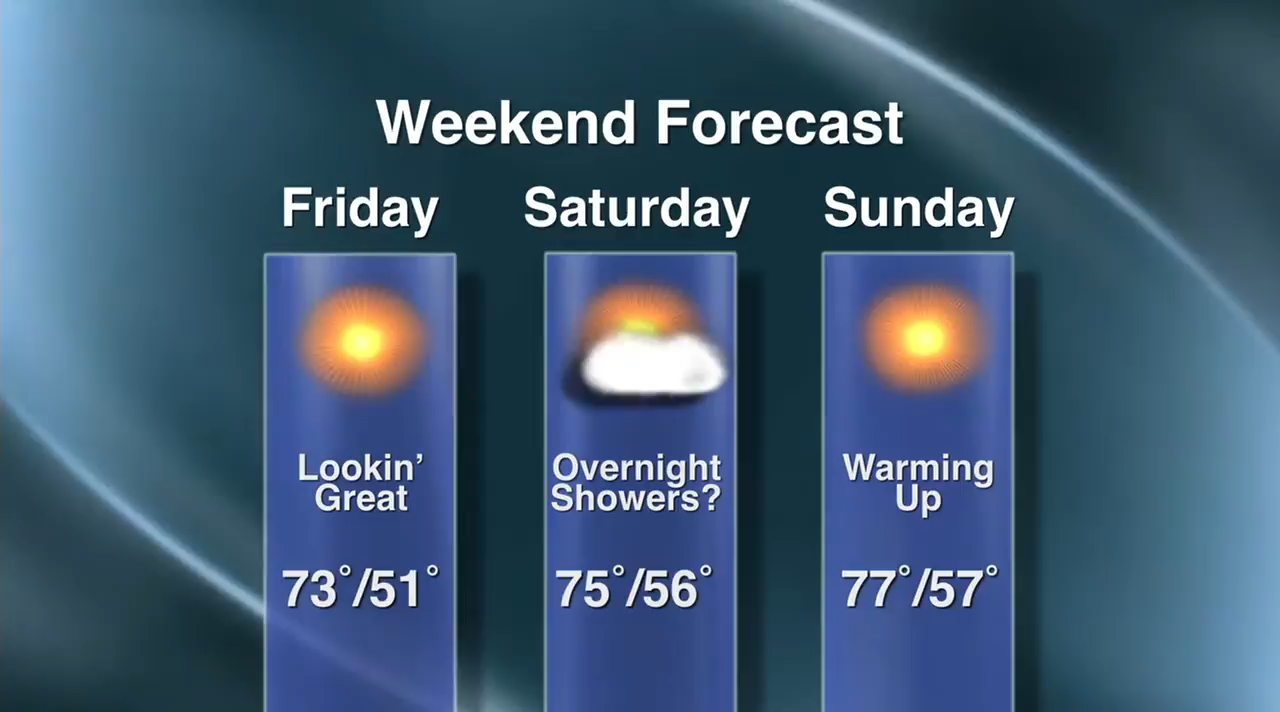 Weekend Forecast
Friday Saturday Sunday
Lookin’
Great
Overnight
Showers?
Warming
Up
73°/51° 75°/56° 77°/57°